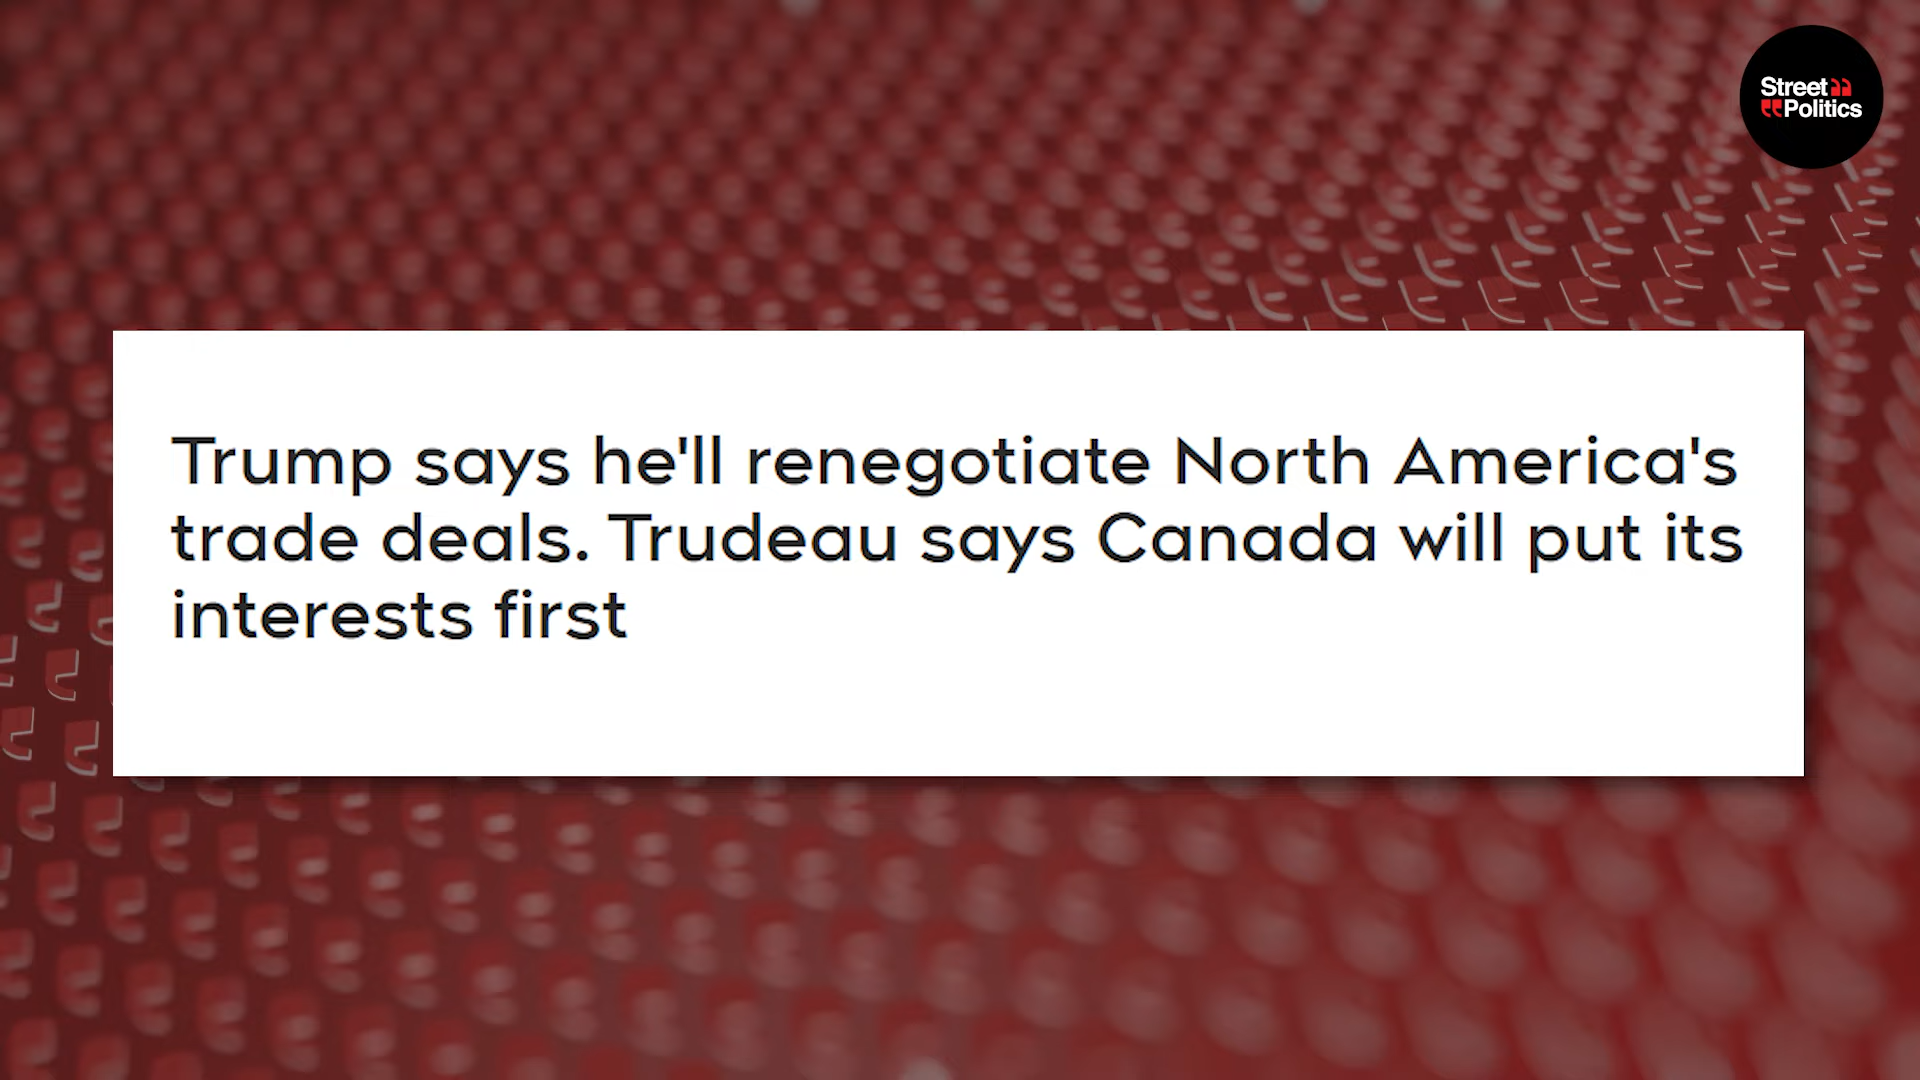 Street
Politics
Trump says he'll renegotiate North America's
trade deals. Trudeau says Canada will put its
interests first